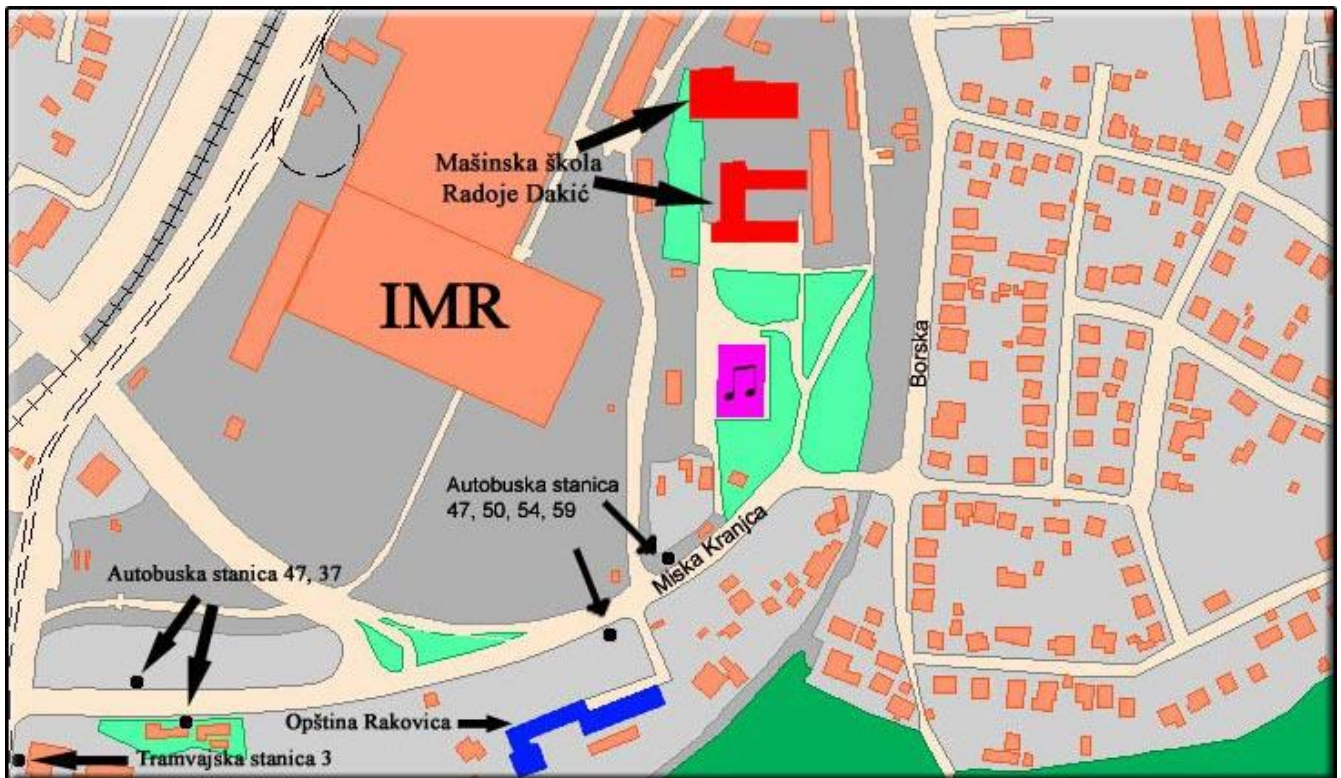 Mašinska škola
Radoje Dakić
IMR
Borska
Autobuska stanica
47, 50, 54, 59
Miska Kranjca
Autobuska stanica 47, 37
Opština Rakovica
Tramvajska stanica 3